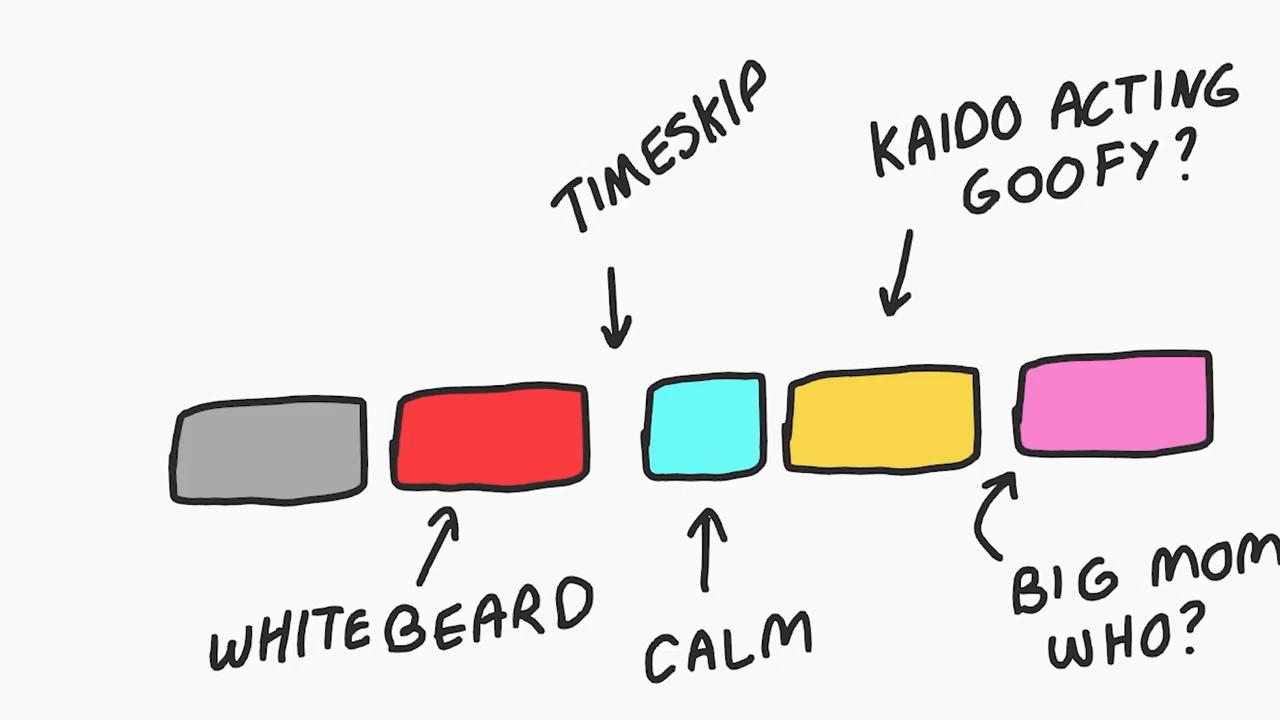 TIMESKIP
KAIDO ACTING
GOOFY?
WHITEBEARD
CALM
BIG MOM
WHO?